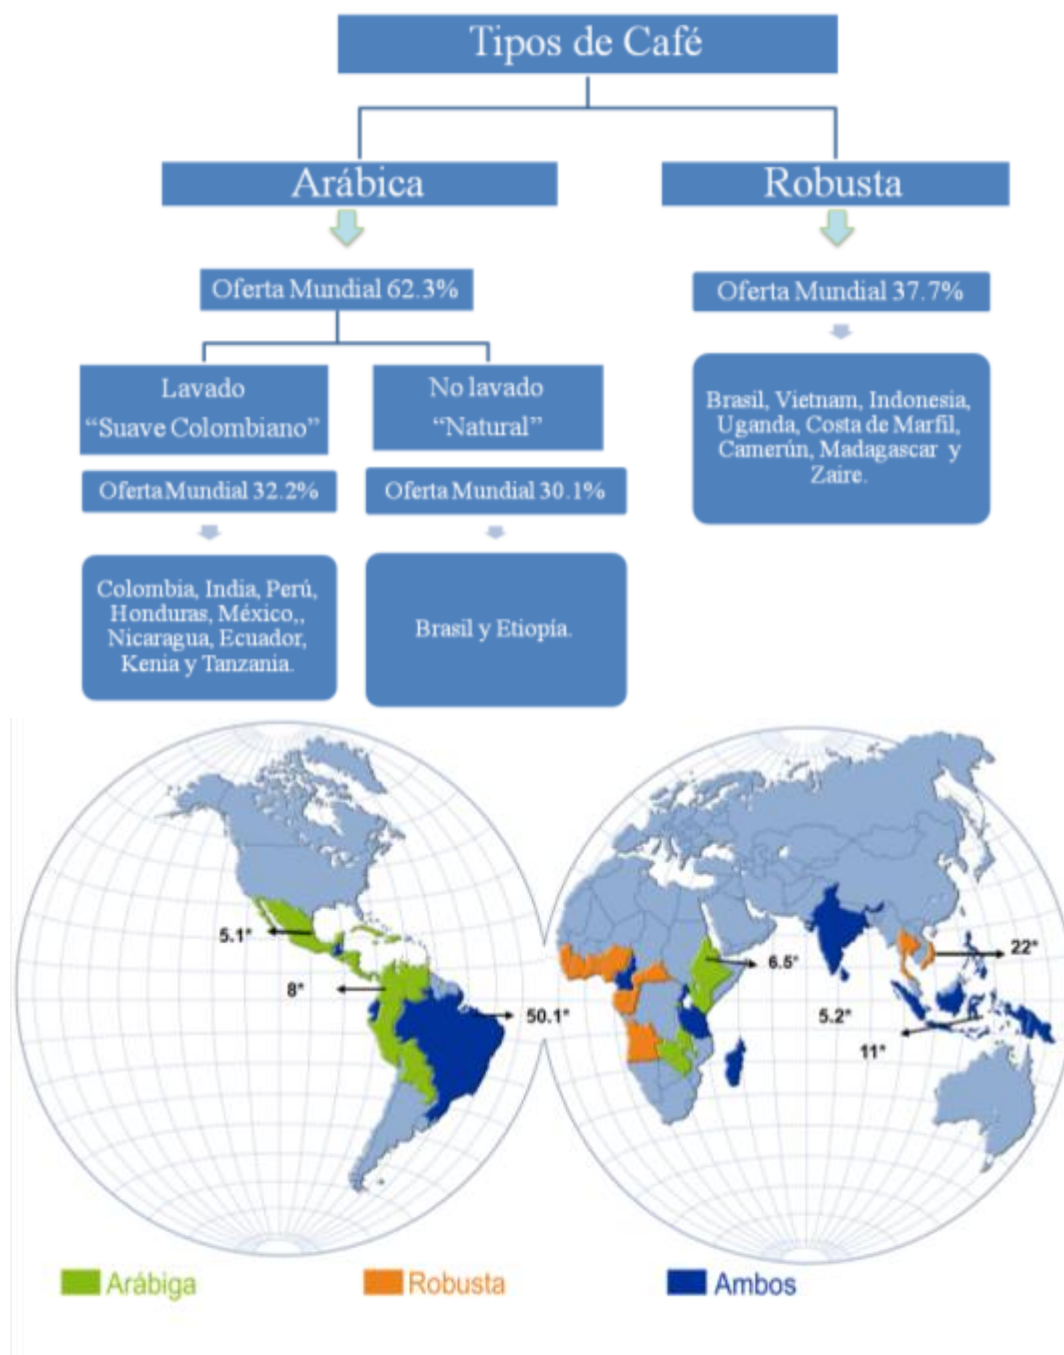 Tipos de Café
Arábica
Robusta
Oferta Mundial 62.3%
Oferta Mundial 37.7%
Lavado
“Suave Colombiano”
No lavado
“Natural”
Brasil, Vietnam, Indonesia,
Uganda, Costa de Marfil,
Camerún, Madagascar y
Zaire.
Oferta Mundial 32.2%
Oferta Mundial 30.1%
Colombia, India, Perú,
Honduras, México,,
Nicaragua, Ecuador,
Kenia y Tanzania.
Brasil y Etiopía.
5.1*
8*
50.1*
6.5*
22*
5.2*
11*
Arábiga
Robusta
Ambos